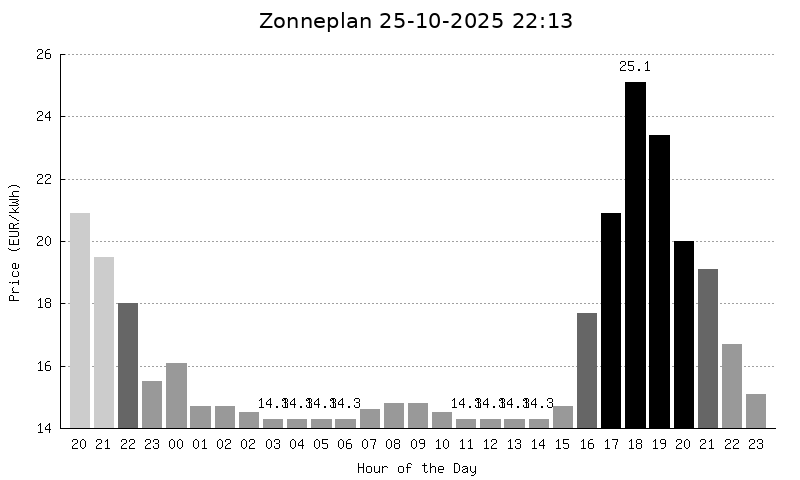 Zonneplan 25-10-2025 22:13
26
24
22
20
18
16
14
Price (EUR/kWh)
25.1
14.3 14.3 14.3 14.3 14.3 14.3 14.3 14.3
20 21 22 23 00 01 02 02 03 04 05 06 07 08 09 10 11 12 13 14 15 16 17 18 19 20 21 22 23
Hour of the Day